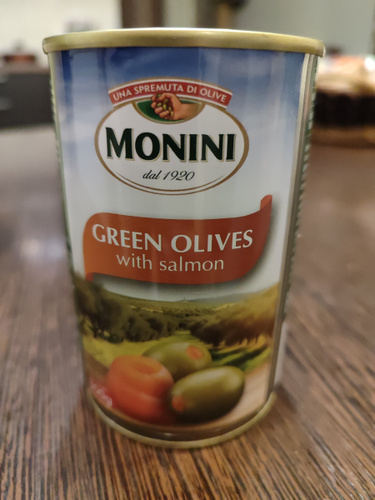 UNA SPREMUTA DI OLIVE
MONINI
dal 1920
GREEN OLIVES
with salmon